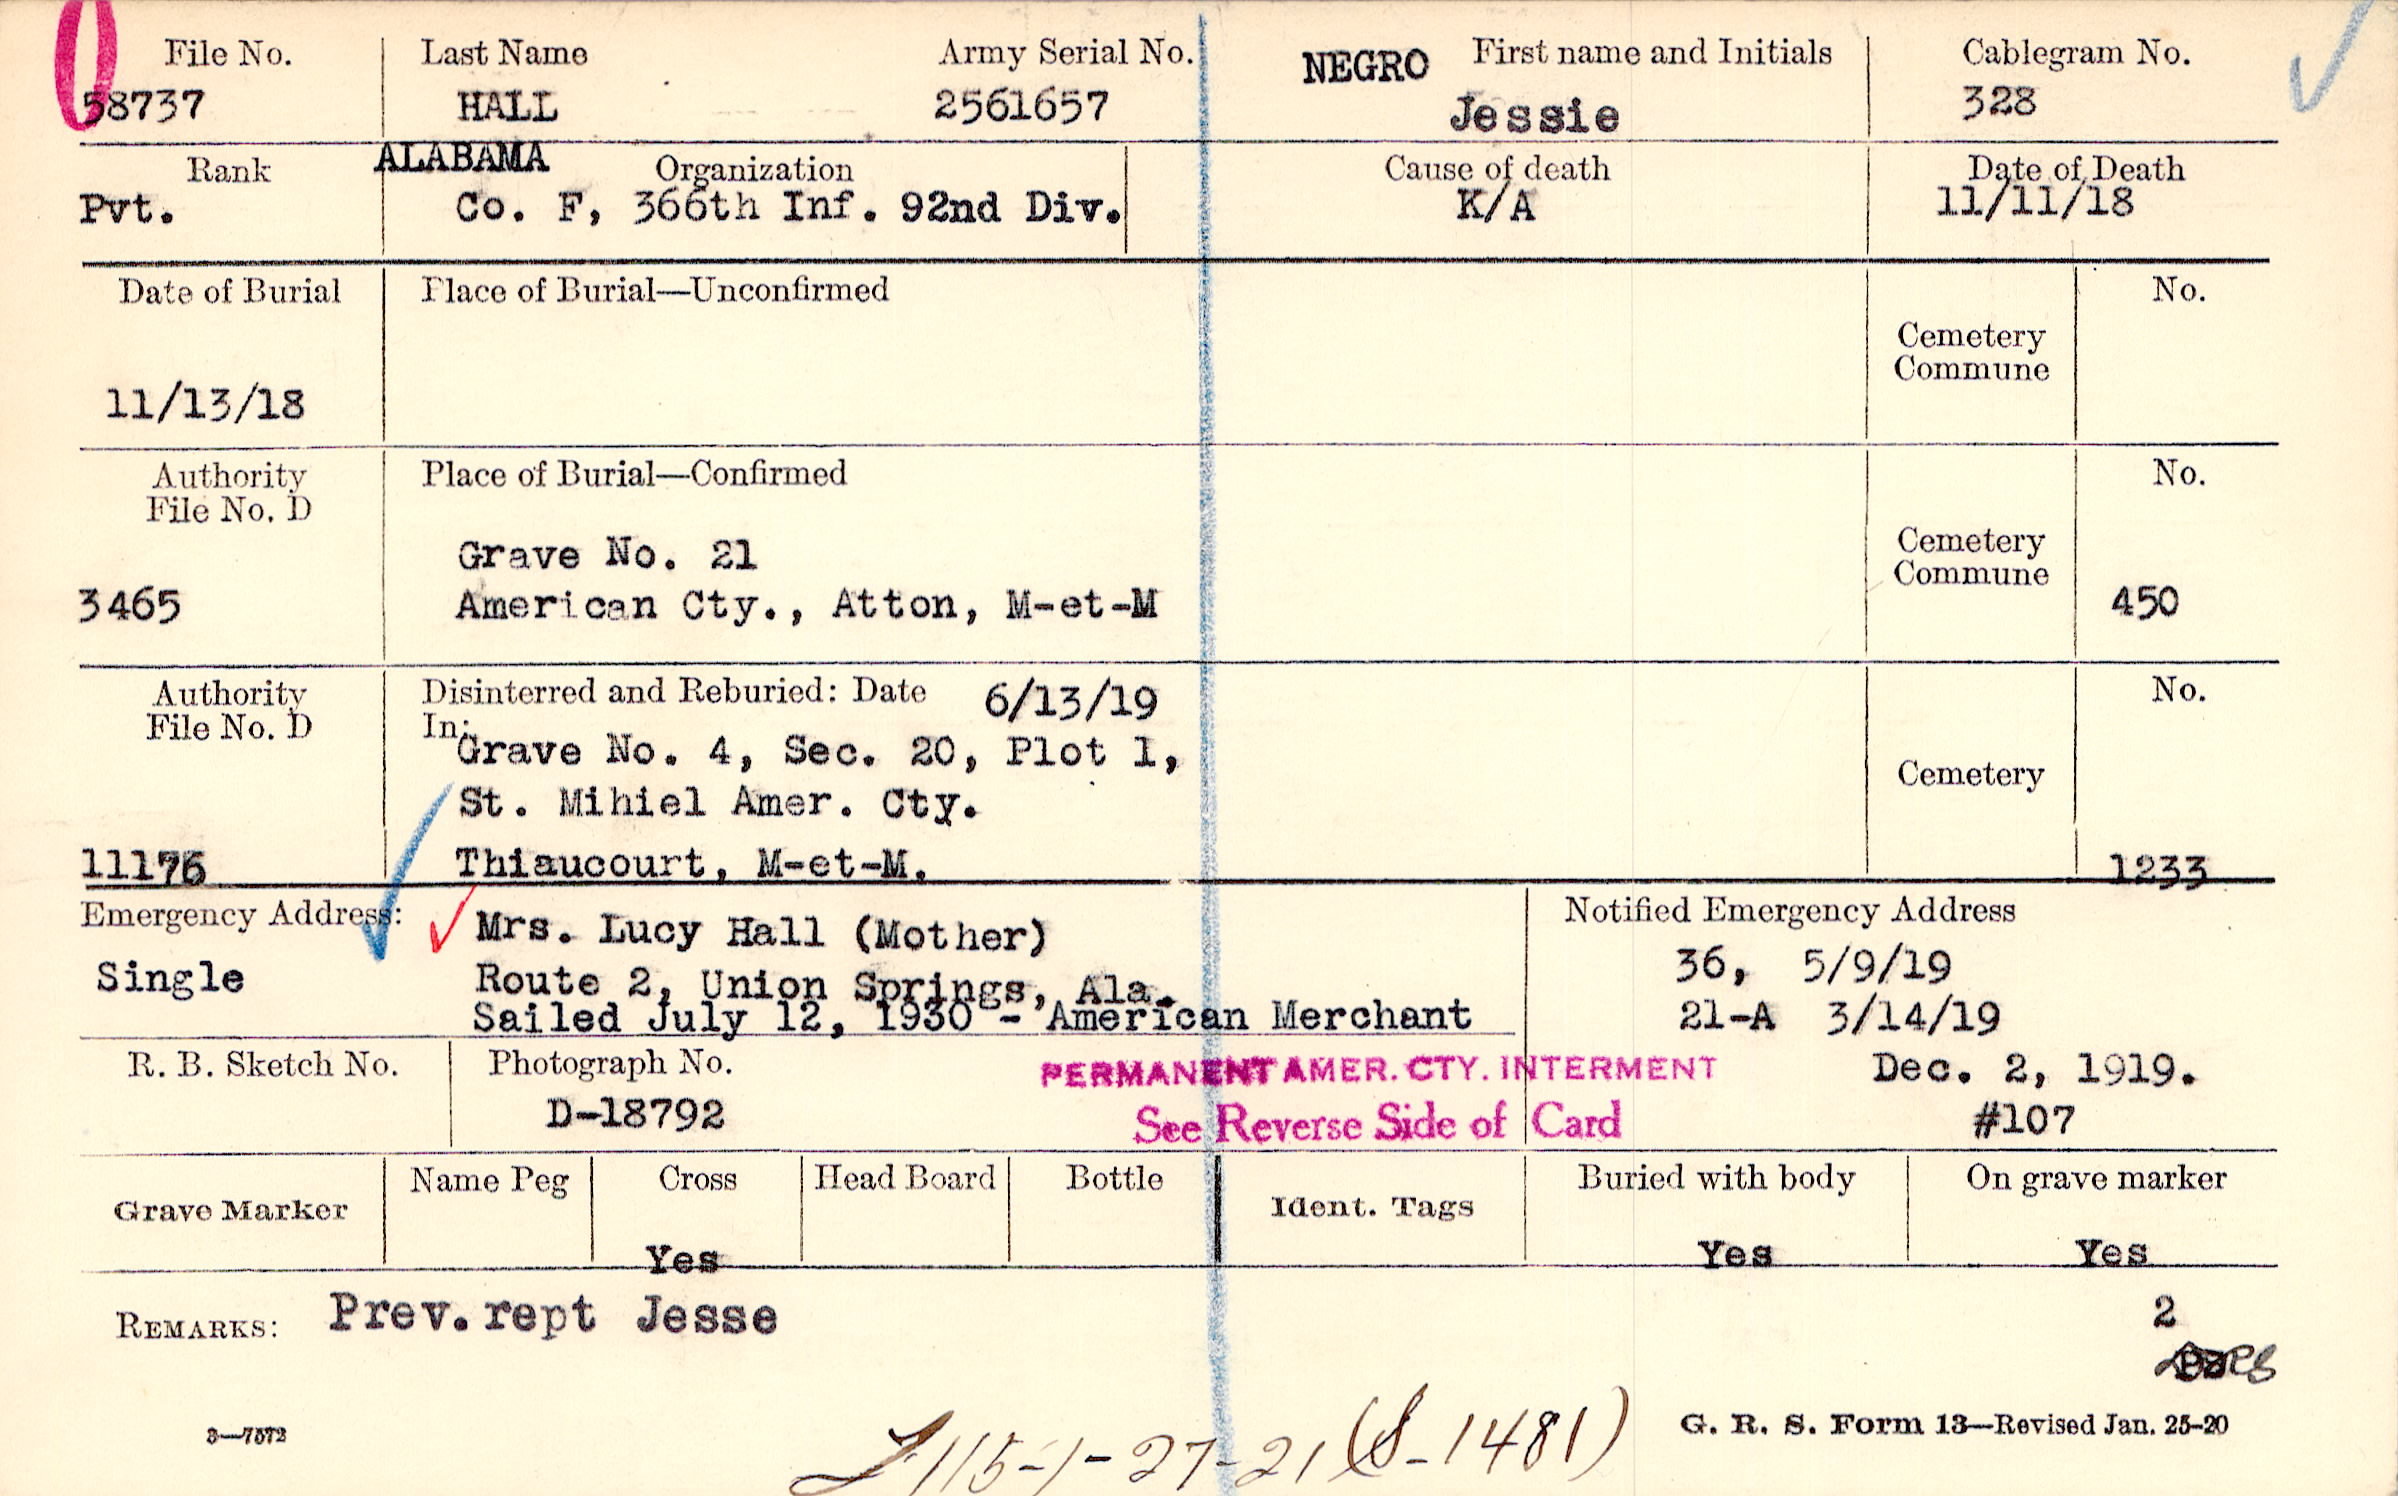 File No. Last Name Army Serial No. NEGRO First name and Initials Cablegram No.
58737 HALL 2561657 Jessie 328
Rank ALABAMA Organization Cause of death Date of Death
Pvt. Co. F, 366th Inf. 92nd Div. K/A 11/11/18
Date of Burial Place of Burial—Unconfirmed No.
Cemetery
Commune
11/13/18
Authority Place of Burial—Confirmed No.
File No. D
Grave No. 21 Cemetery
Commune
3465 American Cty., Atton, M-et-M 450
Authority Disinterred and Reburied: Date 6/13/19 No.
File No. D In:
Grave No. 4, Sec. 20, Plot 1,
Cemetery
St. Mihiel Amer. Cty.
11176 Thiaucourt, M-et-M. 1233
Emergency Address: Mrs. Lucy Hall (Mother) Notified Emergency Address
Single Route 2, Union Springs, Ala. 36, 5/9/19
Sailed July 12, 1930 - American Merchant 21-A 3/14/19
R. B. Sketch No. Photograph No. PERMANENT AMER. CTY. INTERMENT Dec. 2, 1919.
D-18792 See Reverse Side of Card #107
Grave Marker Name Peg Cross Head Board Bottle Ident. Tags Buried with body On grave marker
Yes Yes Yes
REMARKS: Prev. rept Jesse 2
3—7572 G. R. S. Form 13—Revised Jan. 25-20
115-1-27-21 (S-1481)